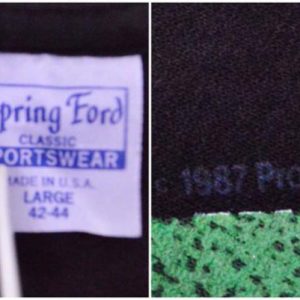 pring Ford
CLASSIC
PORTSWEAR
MADE IN U.S.A.
LARGE
42-44
c 1987 Pro